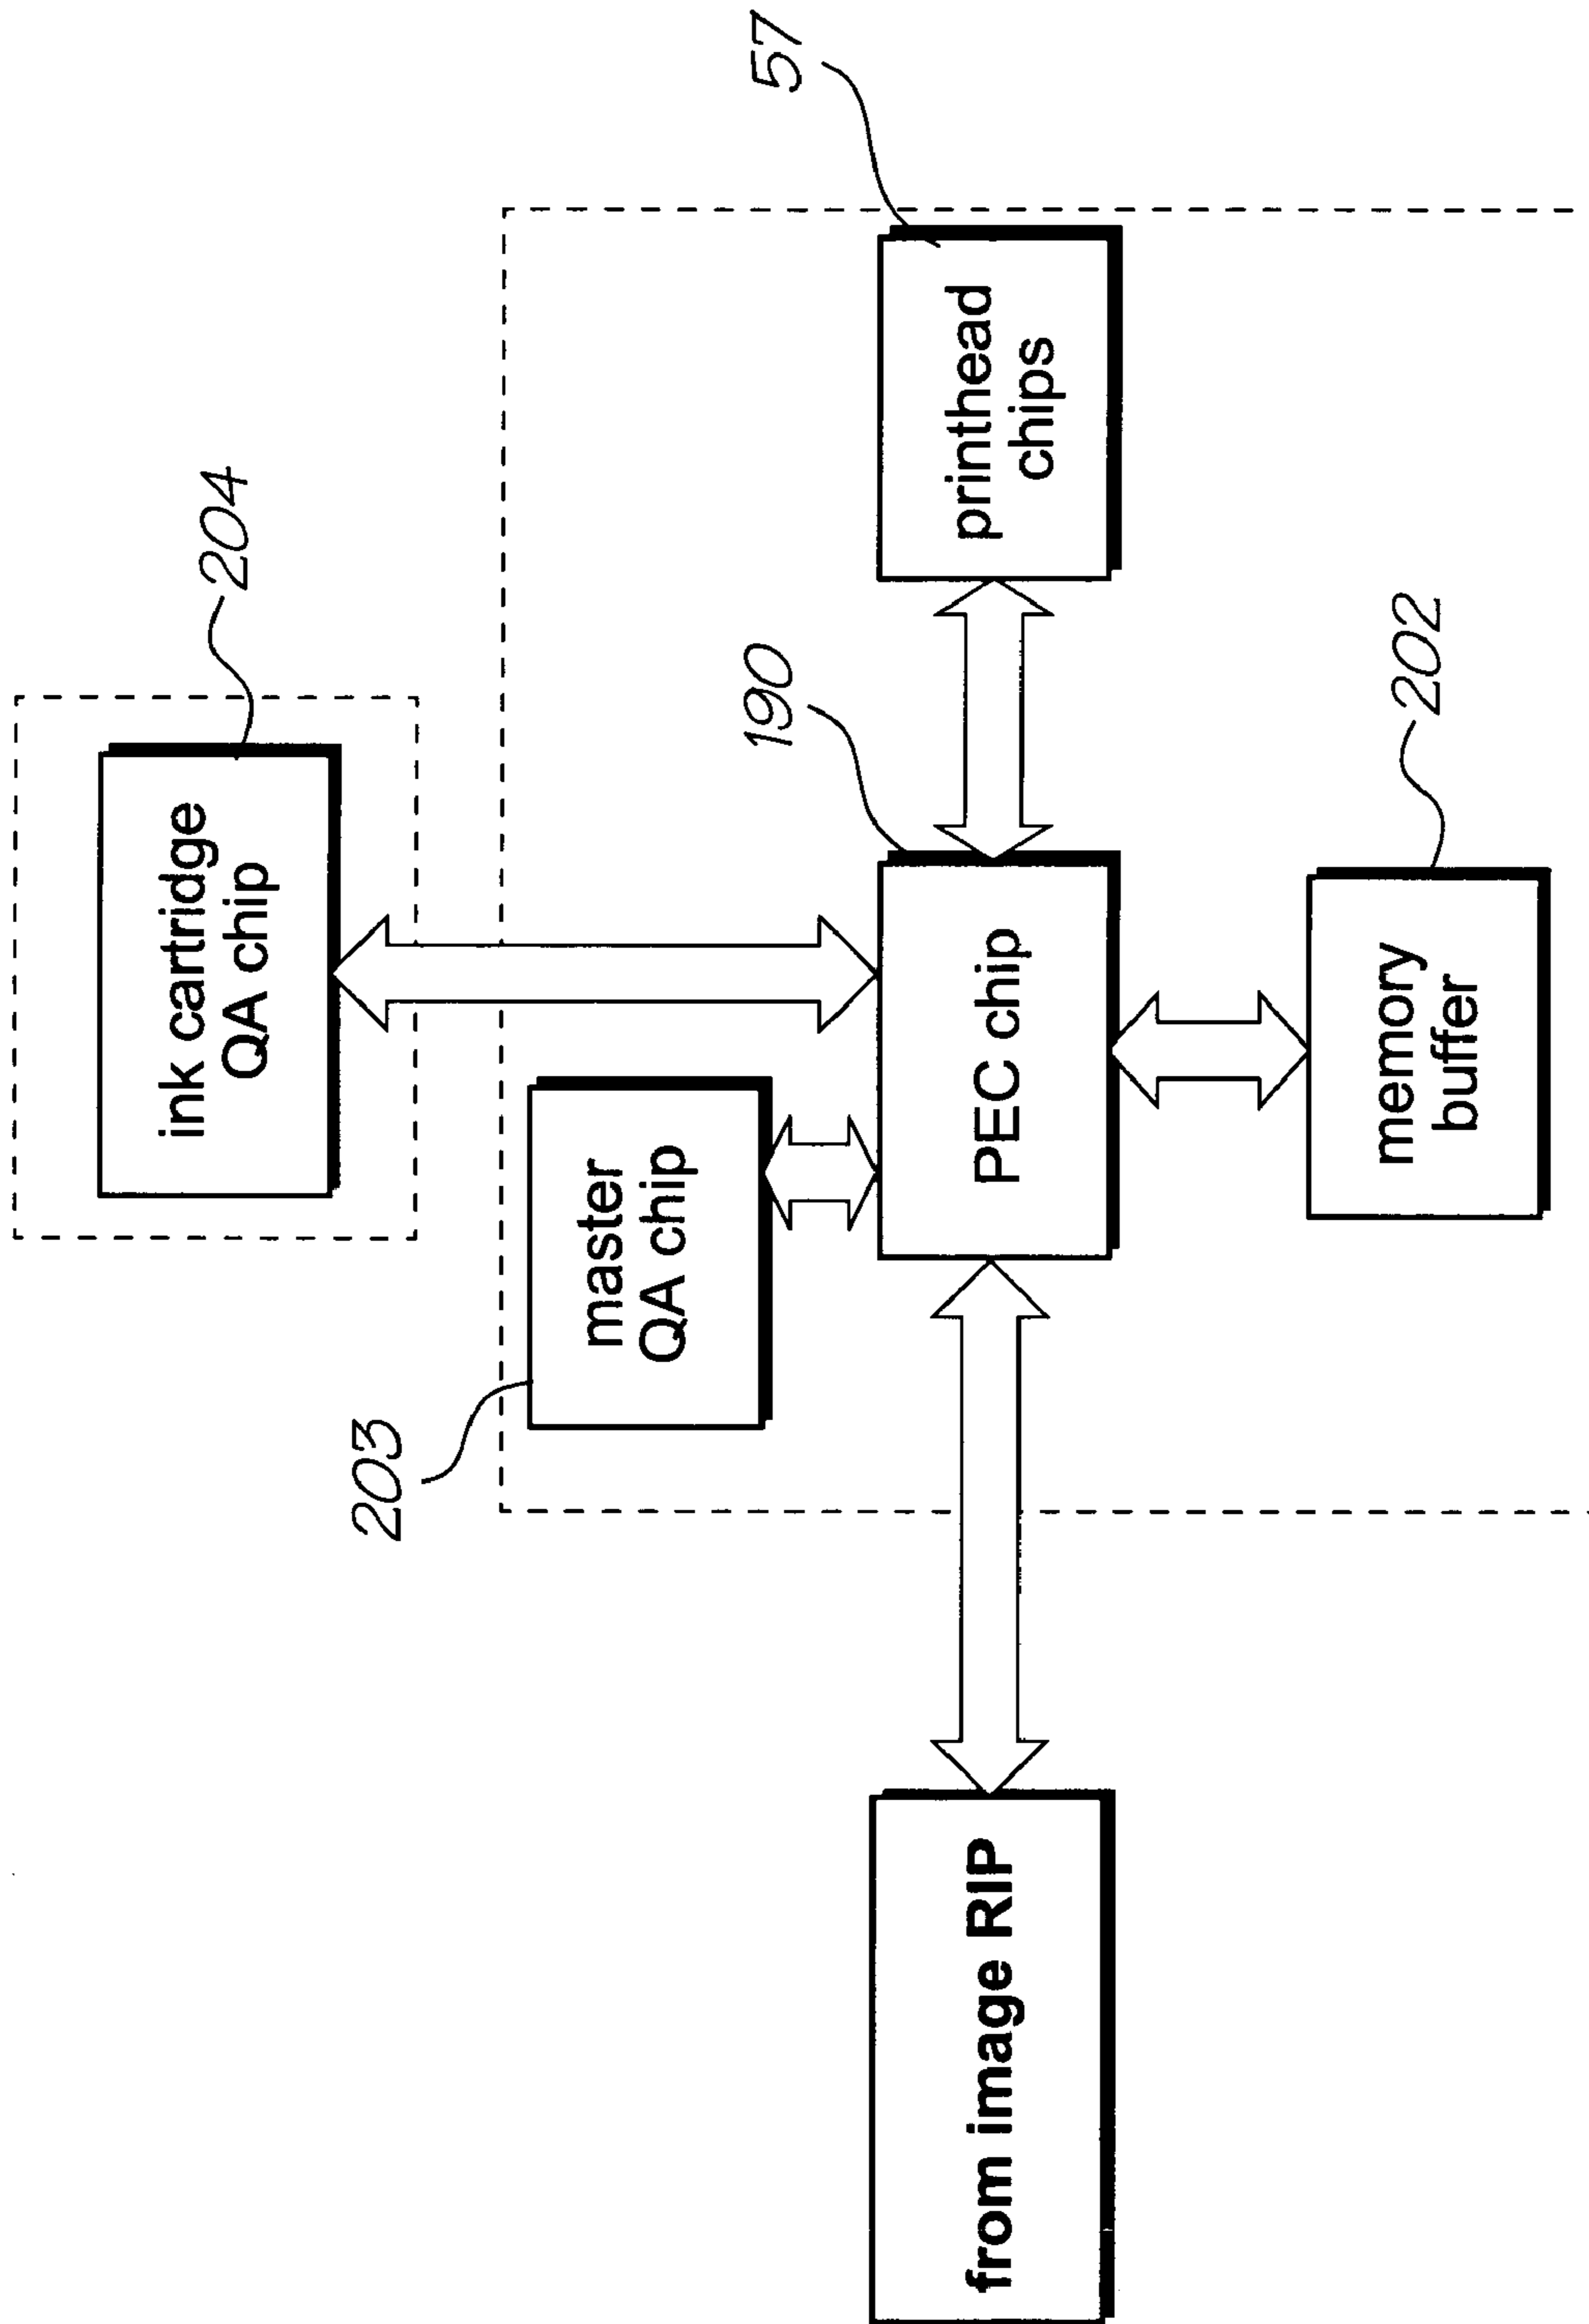 ink cartridge
QA chip
204
master
QA chip
203
from image RIP
PEC chip
190
printhead
chips
57
memory
buffer
202